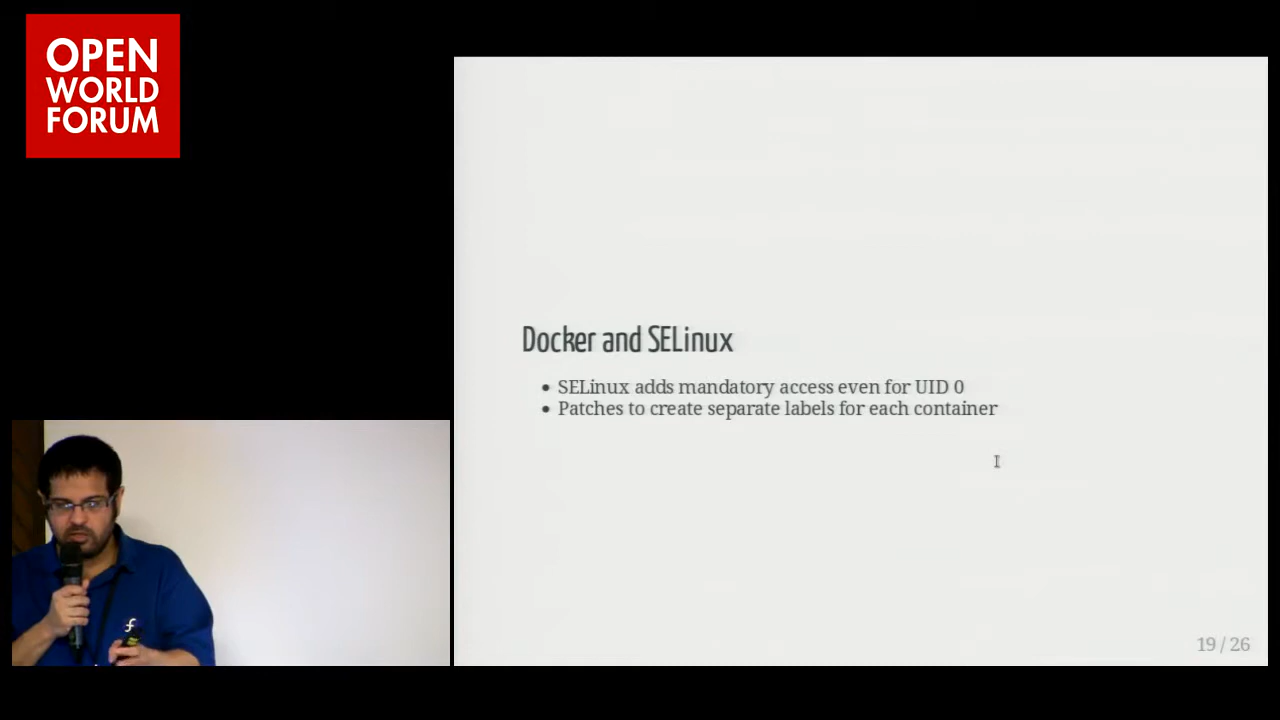 OPEN
WORLD
FORUM
Docker and SELinux
SELinux adds mandatory access even for UID 0
Patches to create separate labels for each container
19 / 26